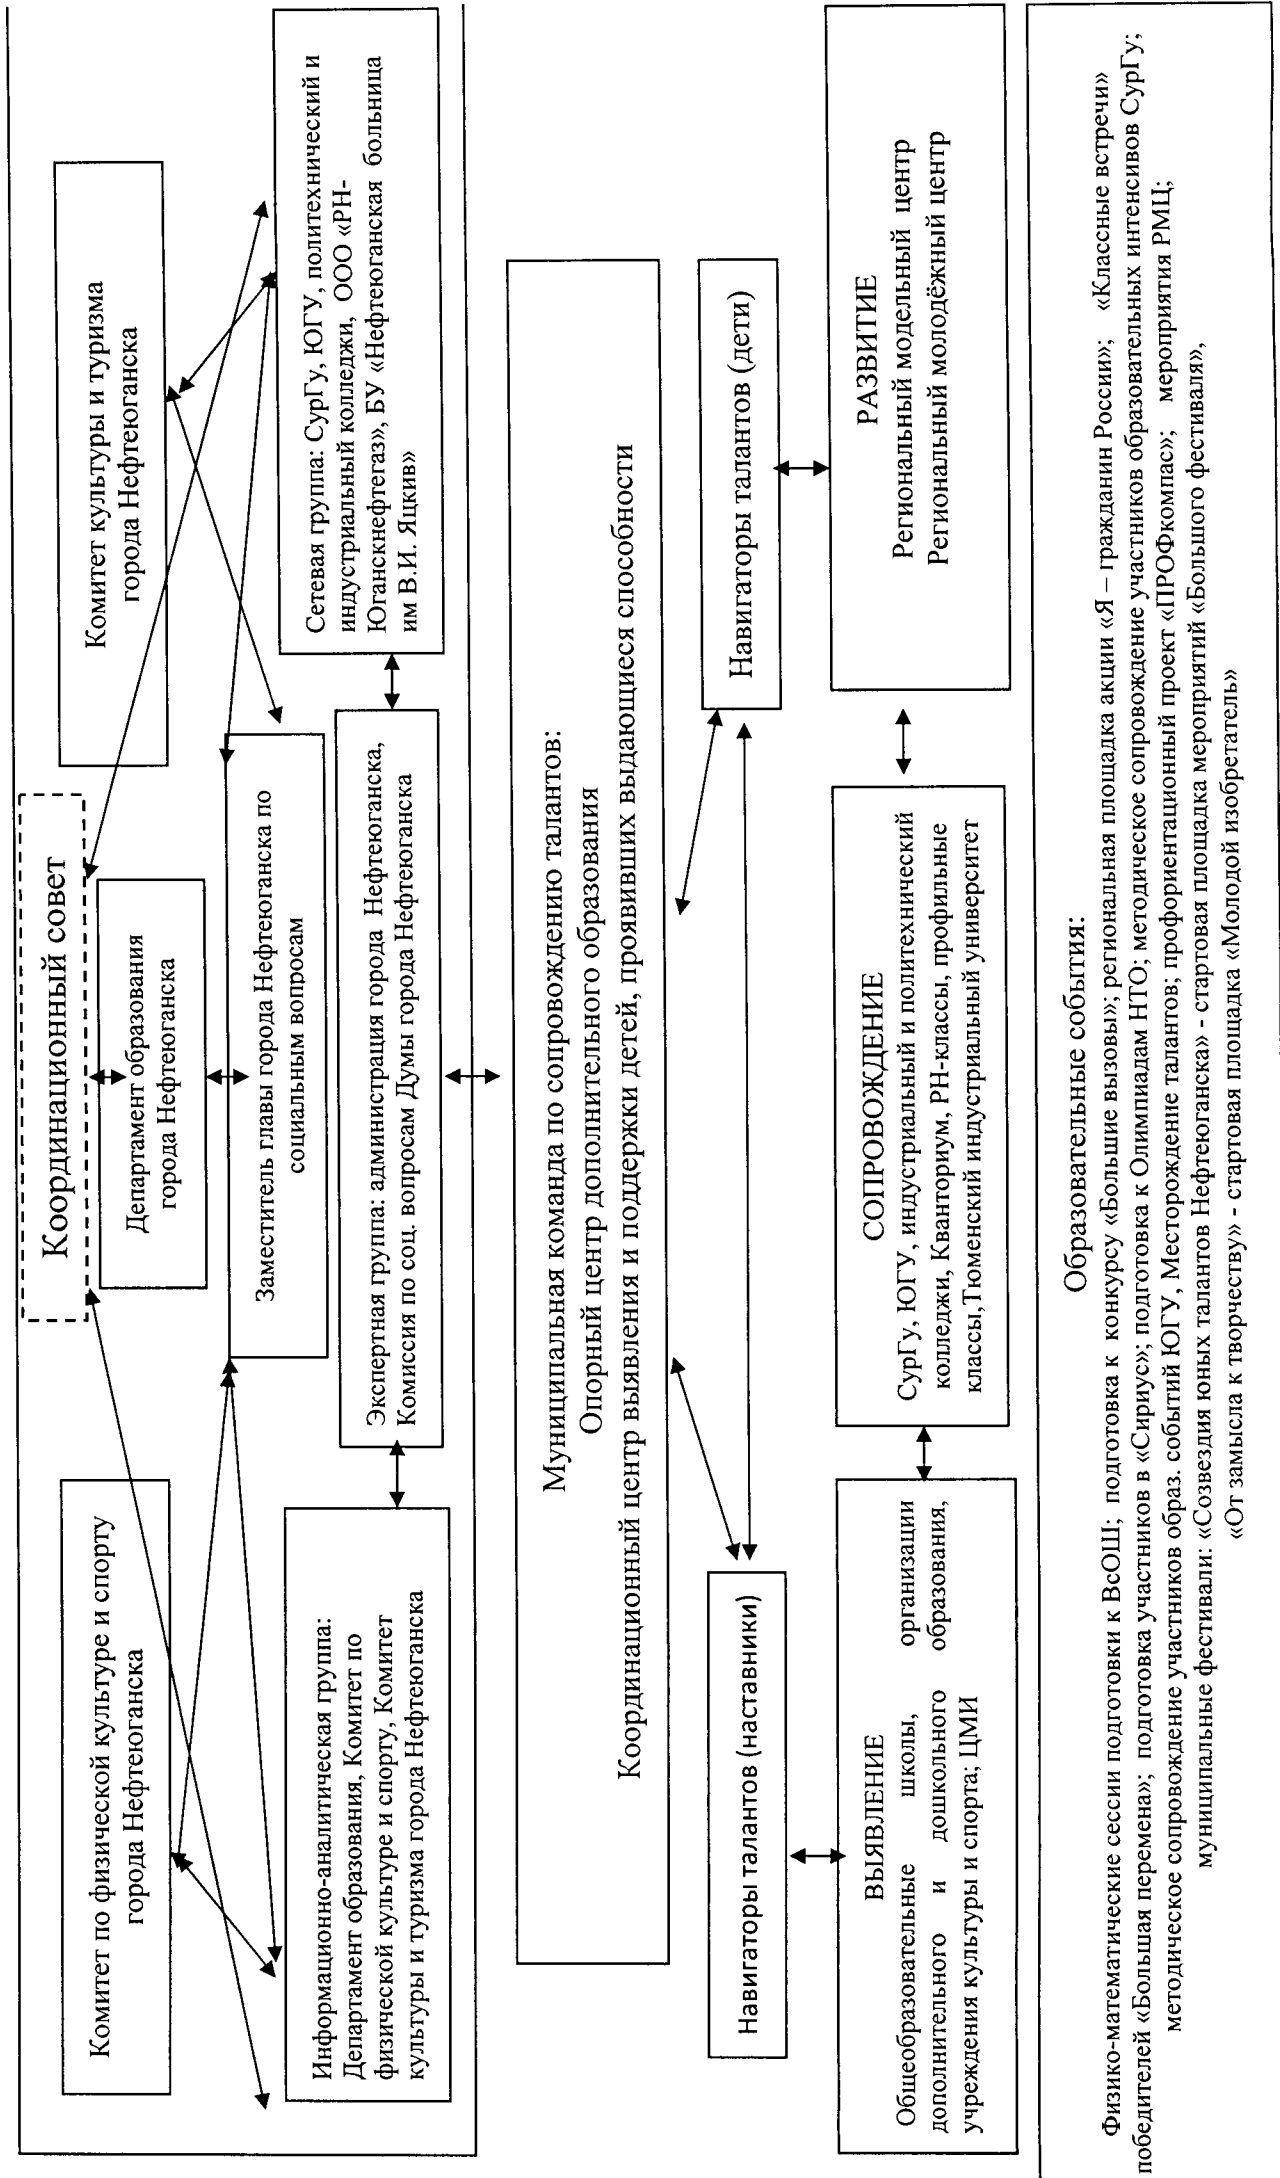 Координационный совет
Комитет по физической культуре и спорту
города Нефтеюганска
Департамент образования
города Нефтеюганска
Комитет культуры и туризма
города Нефтеюганска
Заместитель главы города Нефтеюганска по
социальным вопросам
Информационно-аналитическая группа:
Департамент образования, Комитет по
физической культуре и спорту, Комитет
культуры и туризма города Нефтеюганска
Экспертная группа: администрация города Нефтеюганска,
Комиссия по соц. вопросам Думы города Нефтеюганска
Сетевая группа: СурГу, ЮГУ, политехнический и
индустриальный колледжи, ООО «РН-
Юганскнефтегаз», БУ «Нефтеюганская больница
им В.И. Яцкив»
Муниципальная команда по сопровождению талантов:
Опорный центр дополнительного образования
Координационный центр выявления и поддержки детей, проявивших выдающиеся способности
Навигаторы талантов (наставники)
Навигаторы талантов (дети)
ВЫЯВЛЕНИЕ
Общеобразовательные школы, организации
дополнительного и дошкольного образования,
учреждения культуры и спорта; ЦМИ
СОПРОВОЖДЕНИЕ
СурГу, ЮГУ, индустриальный и политехнический
колледжи, Кванториум, РН-классы, профильные
классы,Тюменский индустриальный университет
РАЗВИТИЕ
Региональный модельный центр
Региональный молодёжный центр
Образовательные события:
Физико-математические сессии подготовки к ВсОШ; подготовка к конкурсу «Большие вызовы»; региональная площадка акции «Я – гражданин России»; «Классные встречи»
победителей «Большая перемена»; подготовка участников в «Сириус»; подготовка к Олимпиадам НТО; методическое сопровождение участников образовательных интенсивов СурГу;
методическое сопровождение участников образ. событий ЮГУ, Месторождение талантов; профориентационный проект «ПРОФкомпас»; мероприятия РМЦ;
муниципальные фестивали: «Созвездия юных талантов Нефтеюганска» - стартовая площадка мероприятий «Большого фестиваля»,
«От замысла к творчеству» - стартовая площадка «Молодой изобретатель»